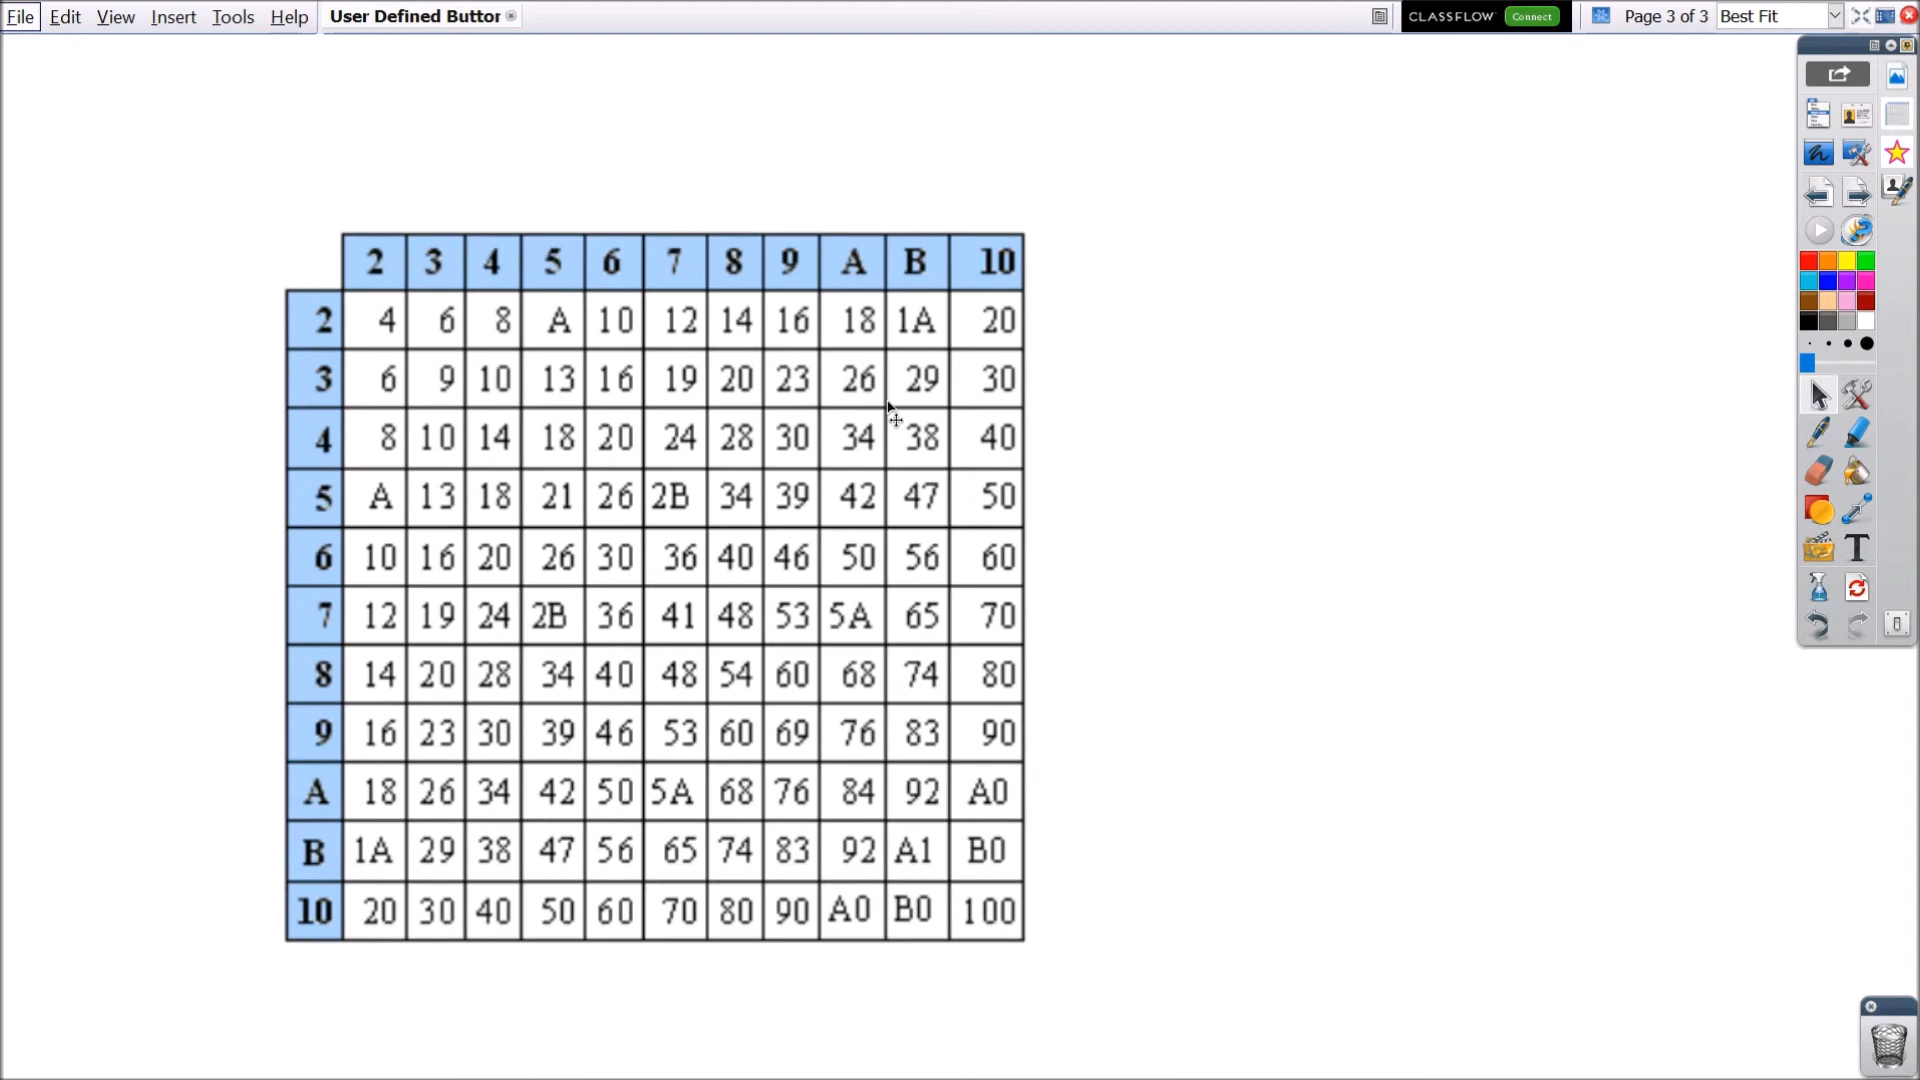 File Edit View Insert Tools Help User Defined Button CLASSFLOW Connect Page 3 of 3 Best Fit
2 3 4 5 6 7 8 9 A B 10
2 4 6 8 A 10 12 14 16 18 1A 20
3 6 9 10 13 16 19 20 23 26 29 30
4 8 10 14 18 20 24 28 30 34 38 40
5 A 13 18 21 26 2B 34 39 42 47 50
6 10 16 20 26 30 36 40 46 50 56 60
7 12 19 24 2B 36 41 48 53 5A 65 70
8 14 20 28 34 40 48 54 60 68 74 80
9 16 23 30 39 46 53 60 69 76 83 90
A 18 26 34 42 50 5A 68 76 84 92 A0
B 1A 29 38 47 56 65 74 83 92 A1 B0
10 20 30 40 50 60 70 80 90 A0 B0 100